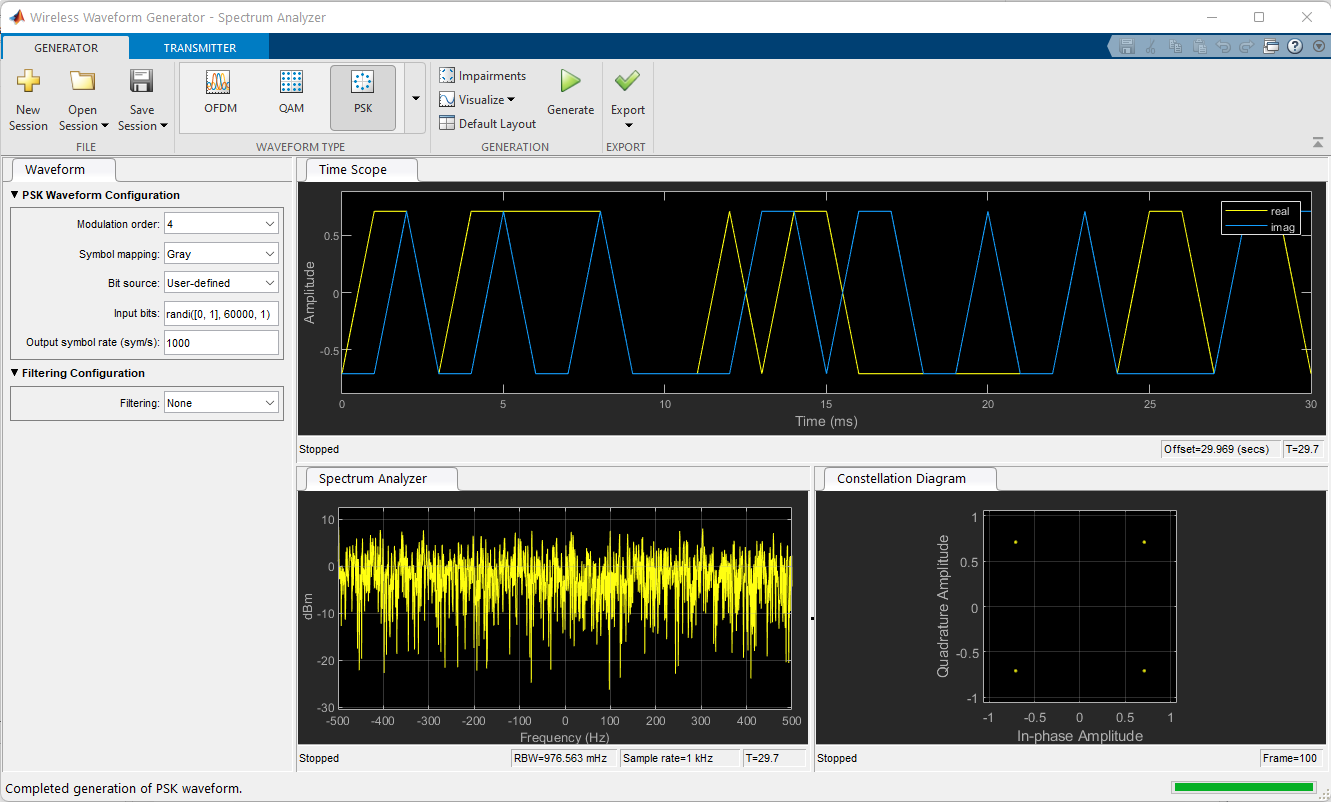 Wireless Waveform Generator - Spectrum Analyzer
GENERATOR
TRANSMITTER
New
Session
Open
Session
Save
Session
FILE
OFDM
QAM
PSK
WAVEFORM TYPE
Impairments
Visualize
Default Layout
Generate
GENERATION
Export
EXPORT
Waveform
PSK Waveform Configuration
Modulation order: 4
Symbol mapping: Gray
Bit source: User-defined
Input bits: randi([0, 1], 60000, 1)
Output symbol rate (sym/s): 1000
Filtering Configuration
Filtering: None
Time Scope
real
imag
Amplitude
0.5
0
-0.5
0 5 10 15 20 25 30
Time (ms)
Stopped
Offset=29.969 (secs)
T=29.7
Spectrum Analyzer
dBm
10
0
-10
-20
-30
-500 -400 -300 -200 -100 0 100 200 300 400 500
Frequency (Hz)
Stopped
RBW=976.563 mHz
Sample rate=1 kHz
T=29.7
Constellation Diagram
Quadrature Amplitude
1
0.5
0
-0.5
-1
-1 -0.5 0 0.5 1
In-phase Amplitude
Stopped
Frame=100
Completed generation of PSK waveform.